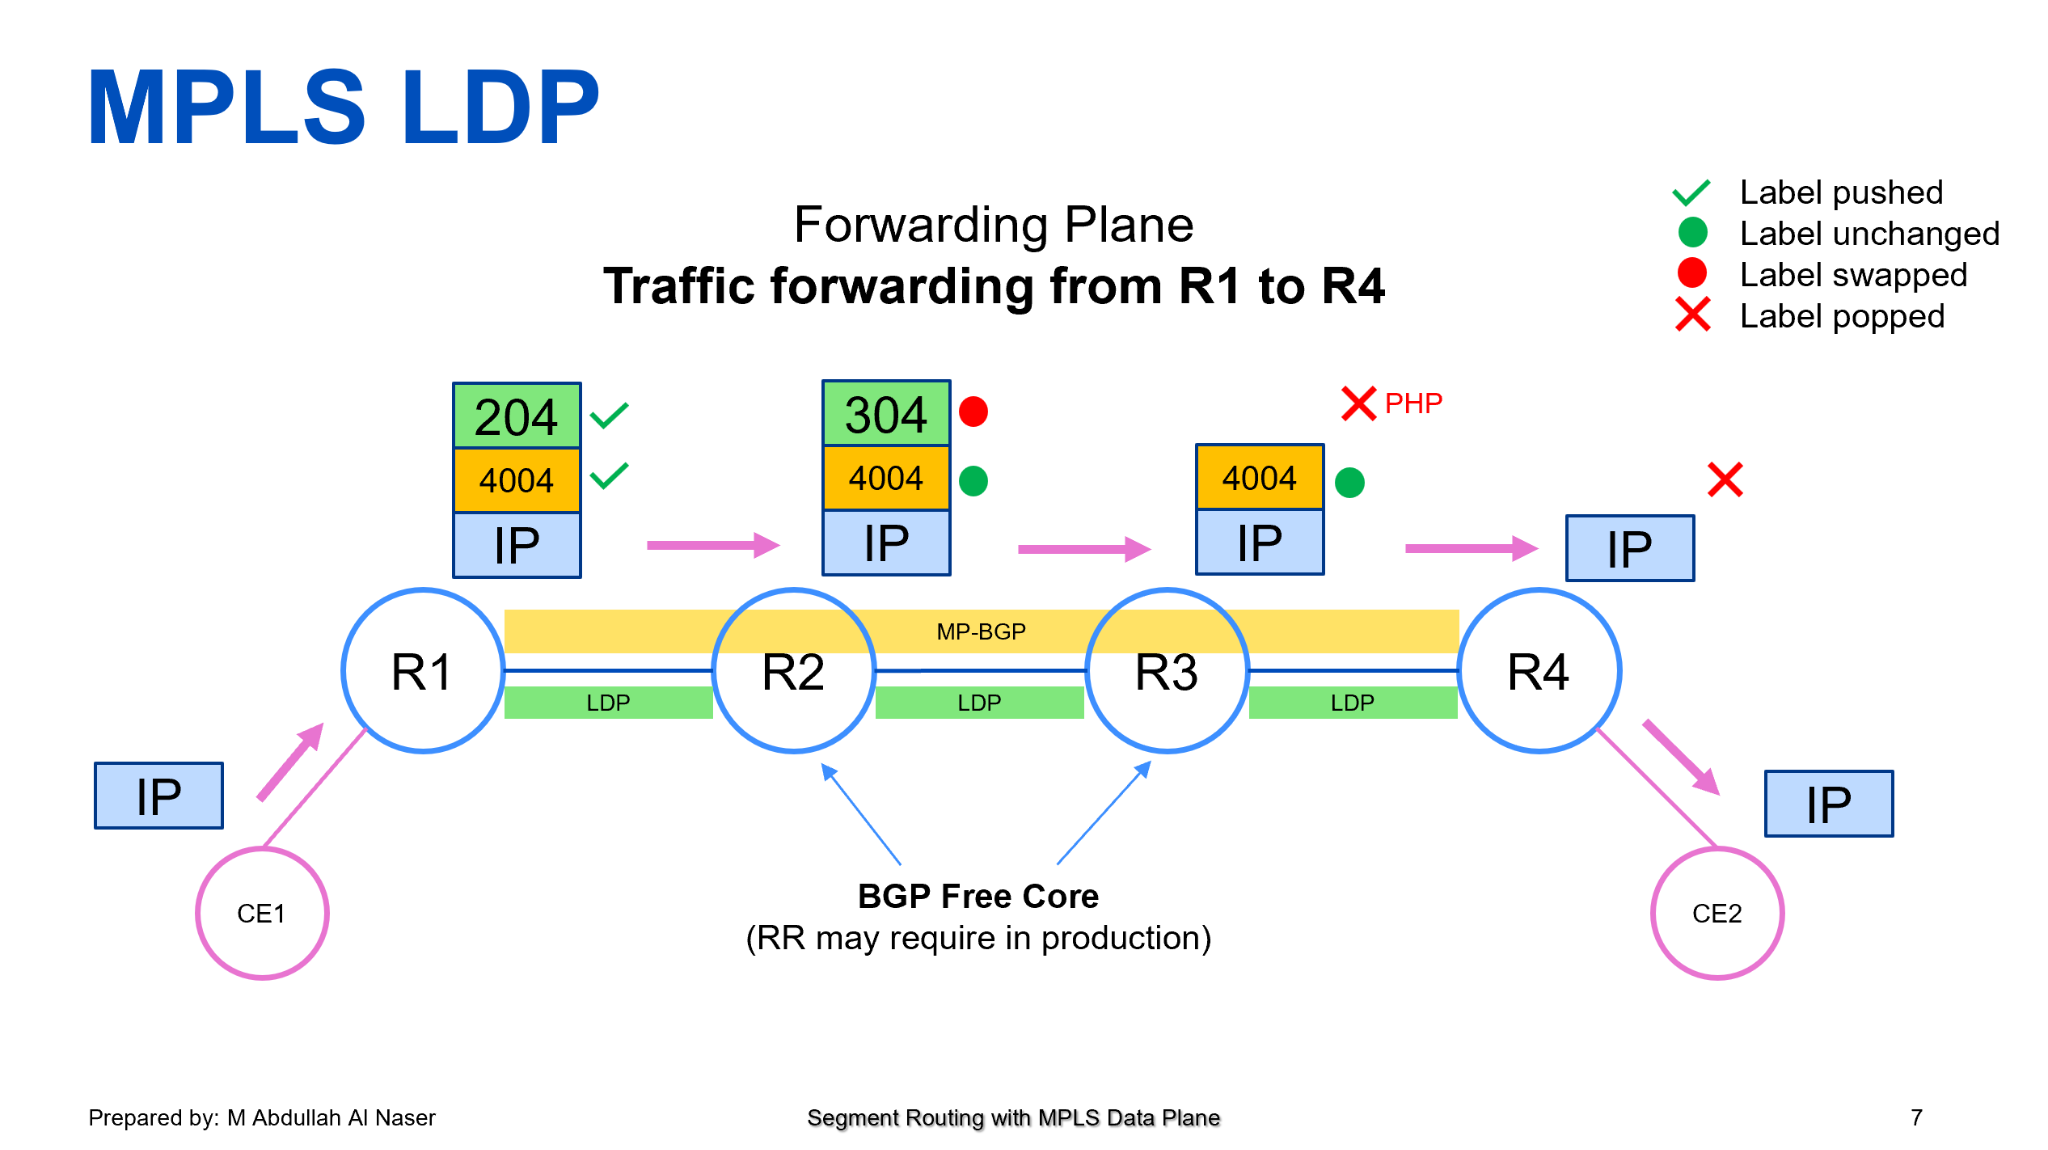 MPLS LDP
Forwarding Plane
Traffic forwarding from R1 to R4
Label pushed
Label unchanged
Label swapped
Label popped
204
4004
IP
304
4004
IP
PHP
4004
IP
IP
MP-BGP
R1
R2
R3
R4
LDP
LDP
LDP
IP
IP
CE1
CE2
BGP Free Core
(RR may require in production)
Prepared by: M Abdullah Al Naser
Segment Routing with MPLS Data Plane
7